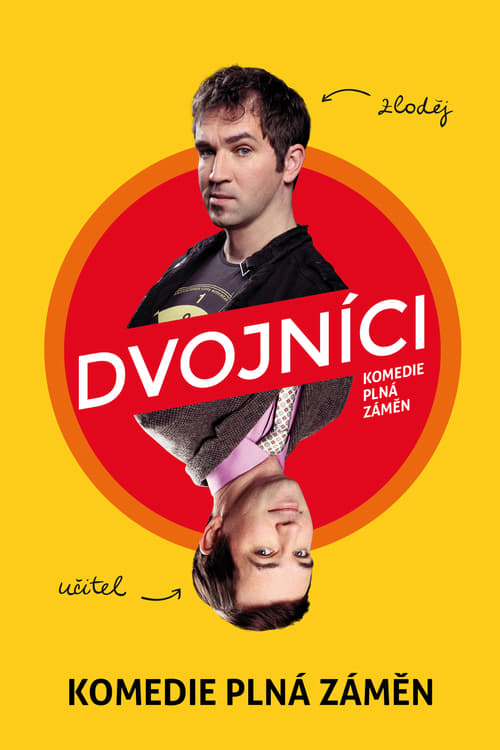 zloděj
DVOJNÍCI
KOMEDIE
PLNÁ
ZÁMĚN
učitel
KOMEDIE PLNÁ ZÁMĚN